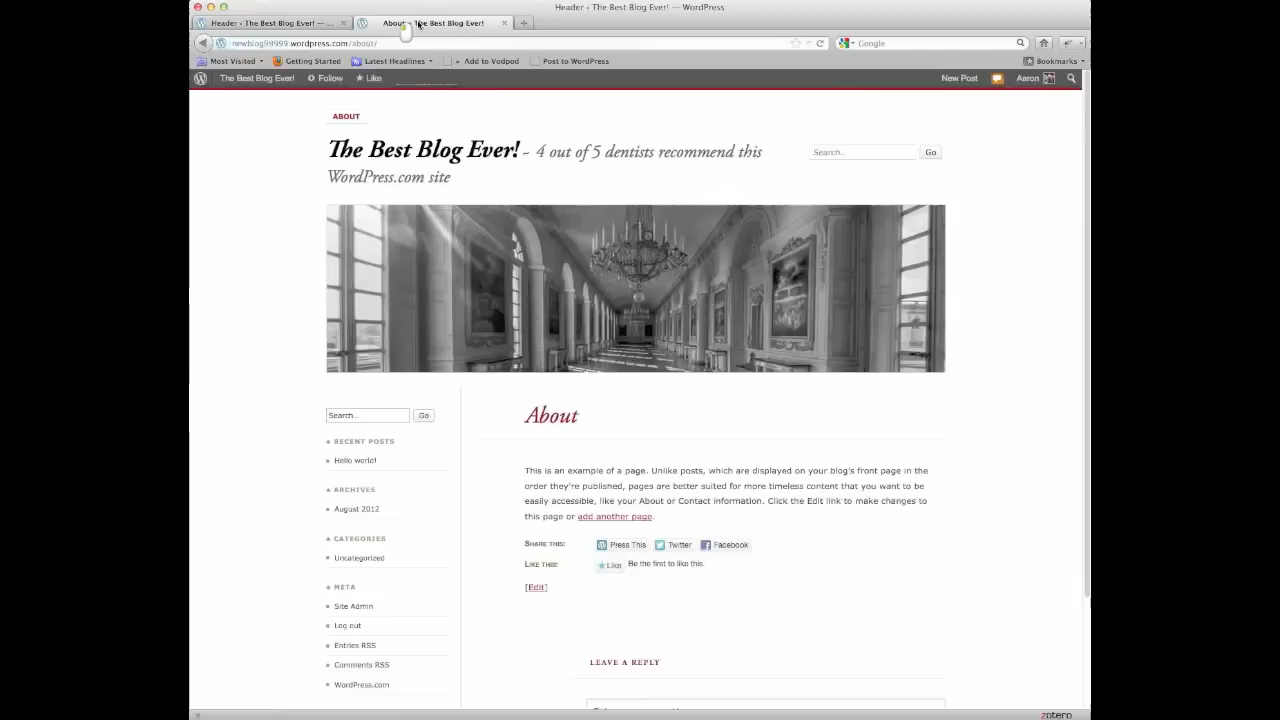 Header ‹ The Best Blog Ever! — WordPress
Header ‹ The Best Blog Ever! — ...
The Best Blog Ever!
newblog99999.wordpress.com/about/
Google
Most Visited
Getting Started
Latest Headlines
Add to Vodpod
Post to WordPress
Bookmarks
The Best Blog Ever!
Follow
Like
New Post
Aaron
ABOUT
The Best Blog Ever! - 4 out of 5 dentists recommend this
WordPress.com site
Search...
Go
Search...
Go
RECENT POSTS
Hello world!
ARCHIVES
August 2012
CATEGORIES
Uncategorized
META
Site Admin
Log out
Entries RSS
Comments RSS
WordPress.com
About
This is an example of a page. Unlike posts, which are displayed on your blog's front page in the
order they're published, pages are better suited for more timeless content that you want to be
easily accessible, like your About or Contact information. Click the Edit link to make changes to
this page or add another page.
SHARE THIS:
Press This
Twitter
Facebook
LIKE THIS:
Like
Be the first to like this.
[Edit]
LEAVE A REPLY
zotero